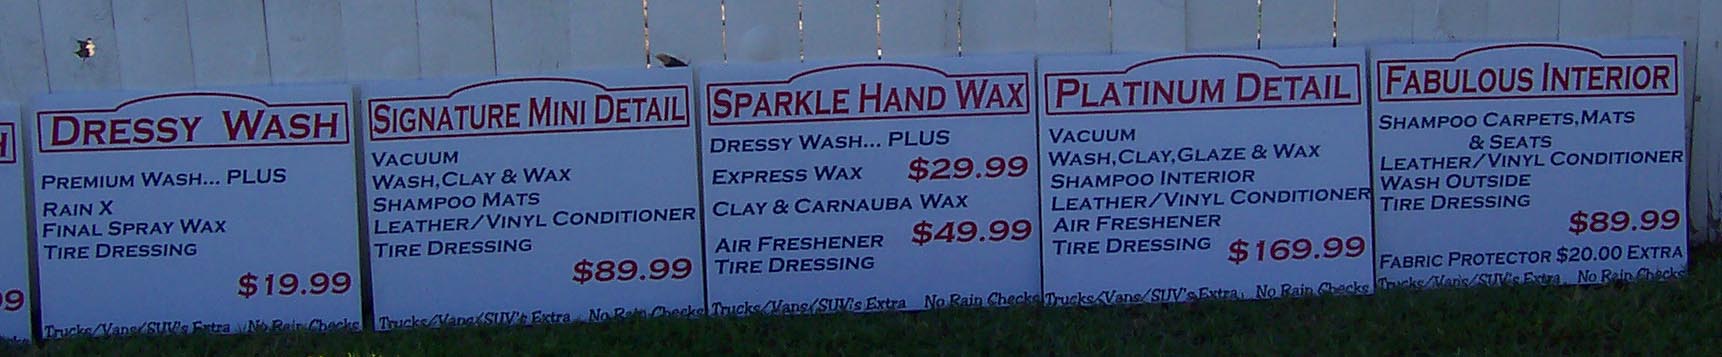 DRESSY WASH
PREMIUM WASH... PLUS
RAIN X
FINAL SPRAY WAX
TIRE DRESSING
$19.99
Trucks/Vans/SUV's Extra No Rain Checks
SIGNATURE MINI DETAIL
VACUUM
WASH,CLAY & WAX
SHAMPOO MATS
LEATHER/VINYL CONDITIONER
TIRE DRESSING
$89.99
Trucks/Vans/SUV's Extra No Rain Checks
SPARKLE HAND WAX
DRESSY WASH... PLUS
EXPRESS WAX $29.99
CLAY & CARNAUBA WAX
$49.99
AIR FRESHENER
TIRE DRESSING
Trucks/Vans/SUV's Extra No Rain Checks
PLATINUM DETAIL
VACUUM
WASH,CLAY,GLAZE & WAX
SHAMPOO INTERIOR
LEATHER/VINYL CONDITIONER
AIR FRESHENER
TIRE DRESSING $169.99
Trucks/Vans/SUV's Extra No Rain Checks
FABULOUS INTERIOR
SHAMPOO CARPETS,MATS
& SEATS
LEATHER/VINYL CONDITIONER
WASH OUTSIDE
TIRE DRESSING
$89.99
FABRIC PROTECTOR $20.00 EXTRA
Trucks/Vans/SUV's Extra No Rain Checks